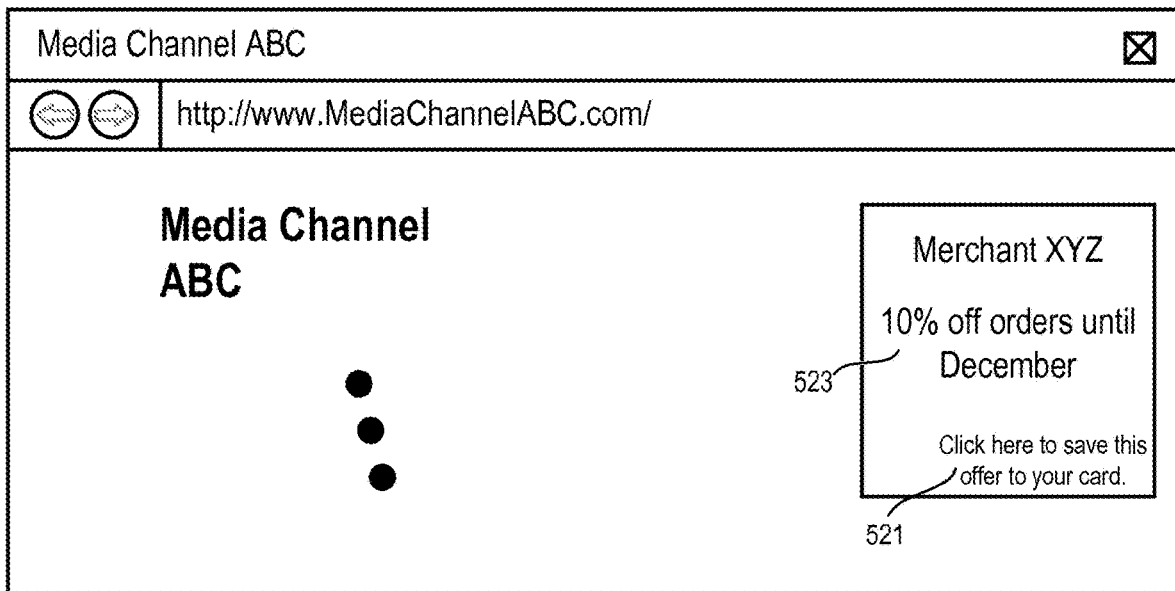 Media Channel ABC
http://www.MediaChannelABC.com/
Media Channel
ABC
Merchant XYZ
10% off orders until
December
523
Click here to save this
offer to your card.
521